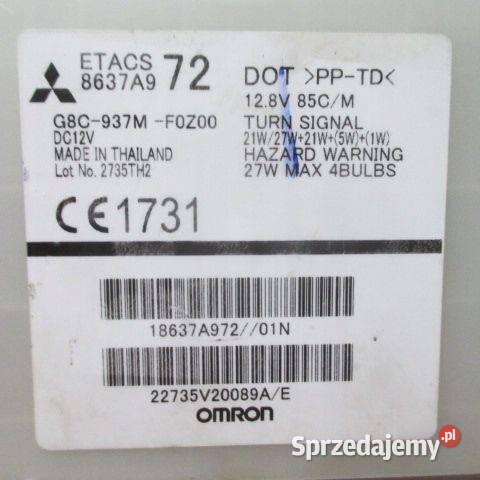 ETACS
8637A9 72
G8C-937M -F0Z00
DC12V
MADE IN THAILAND
Lot No. 2735TH2
DOT >PP-TD<
12.8V 85C/M
TURN SIGNAL
21W/27W+21W+(5W)+(1W)
HAZARD WARNING
27W MAX 4BULBS
CE1731
18637A972//01N
22735V20089A/E
OMRON
Sprzedajemy.pl